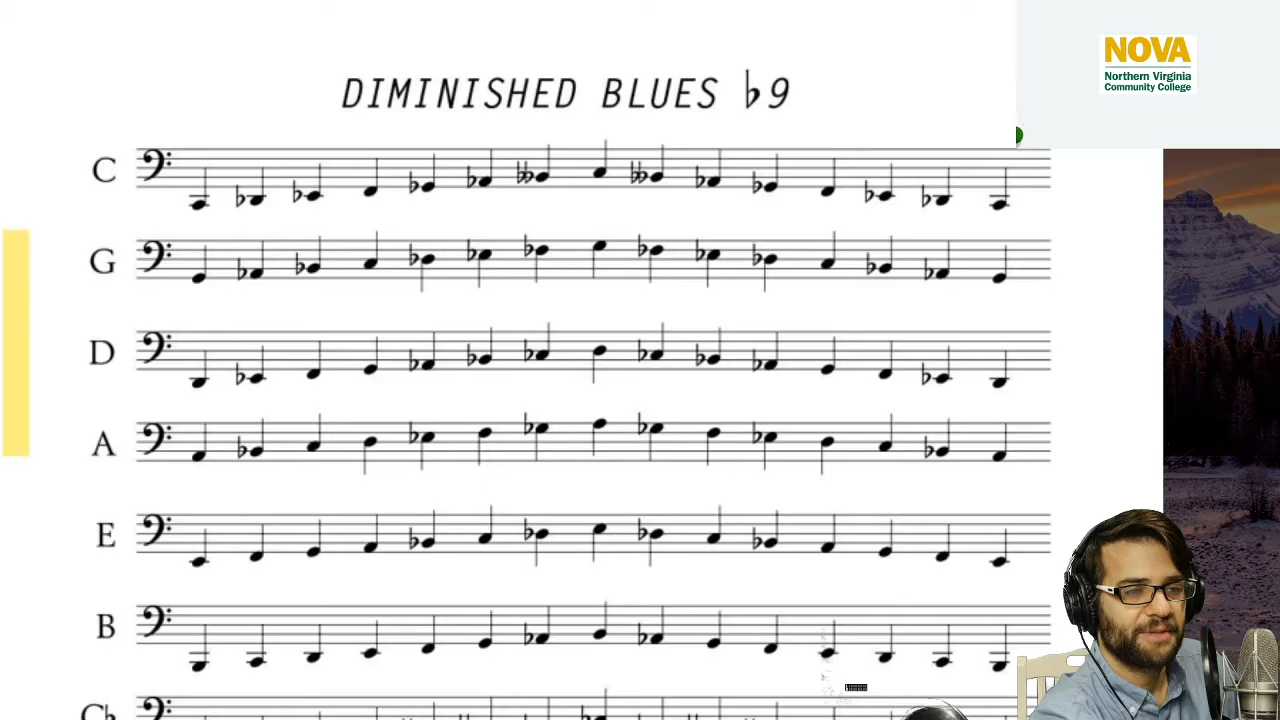 NOVA
Northern Virginia
Community College
DIMINISHED BLUES ♭9
C
G
D
A
E
B
C♭